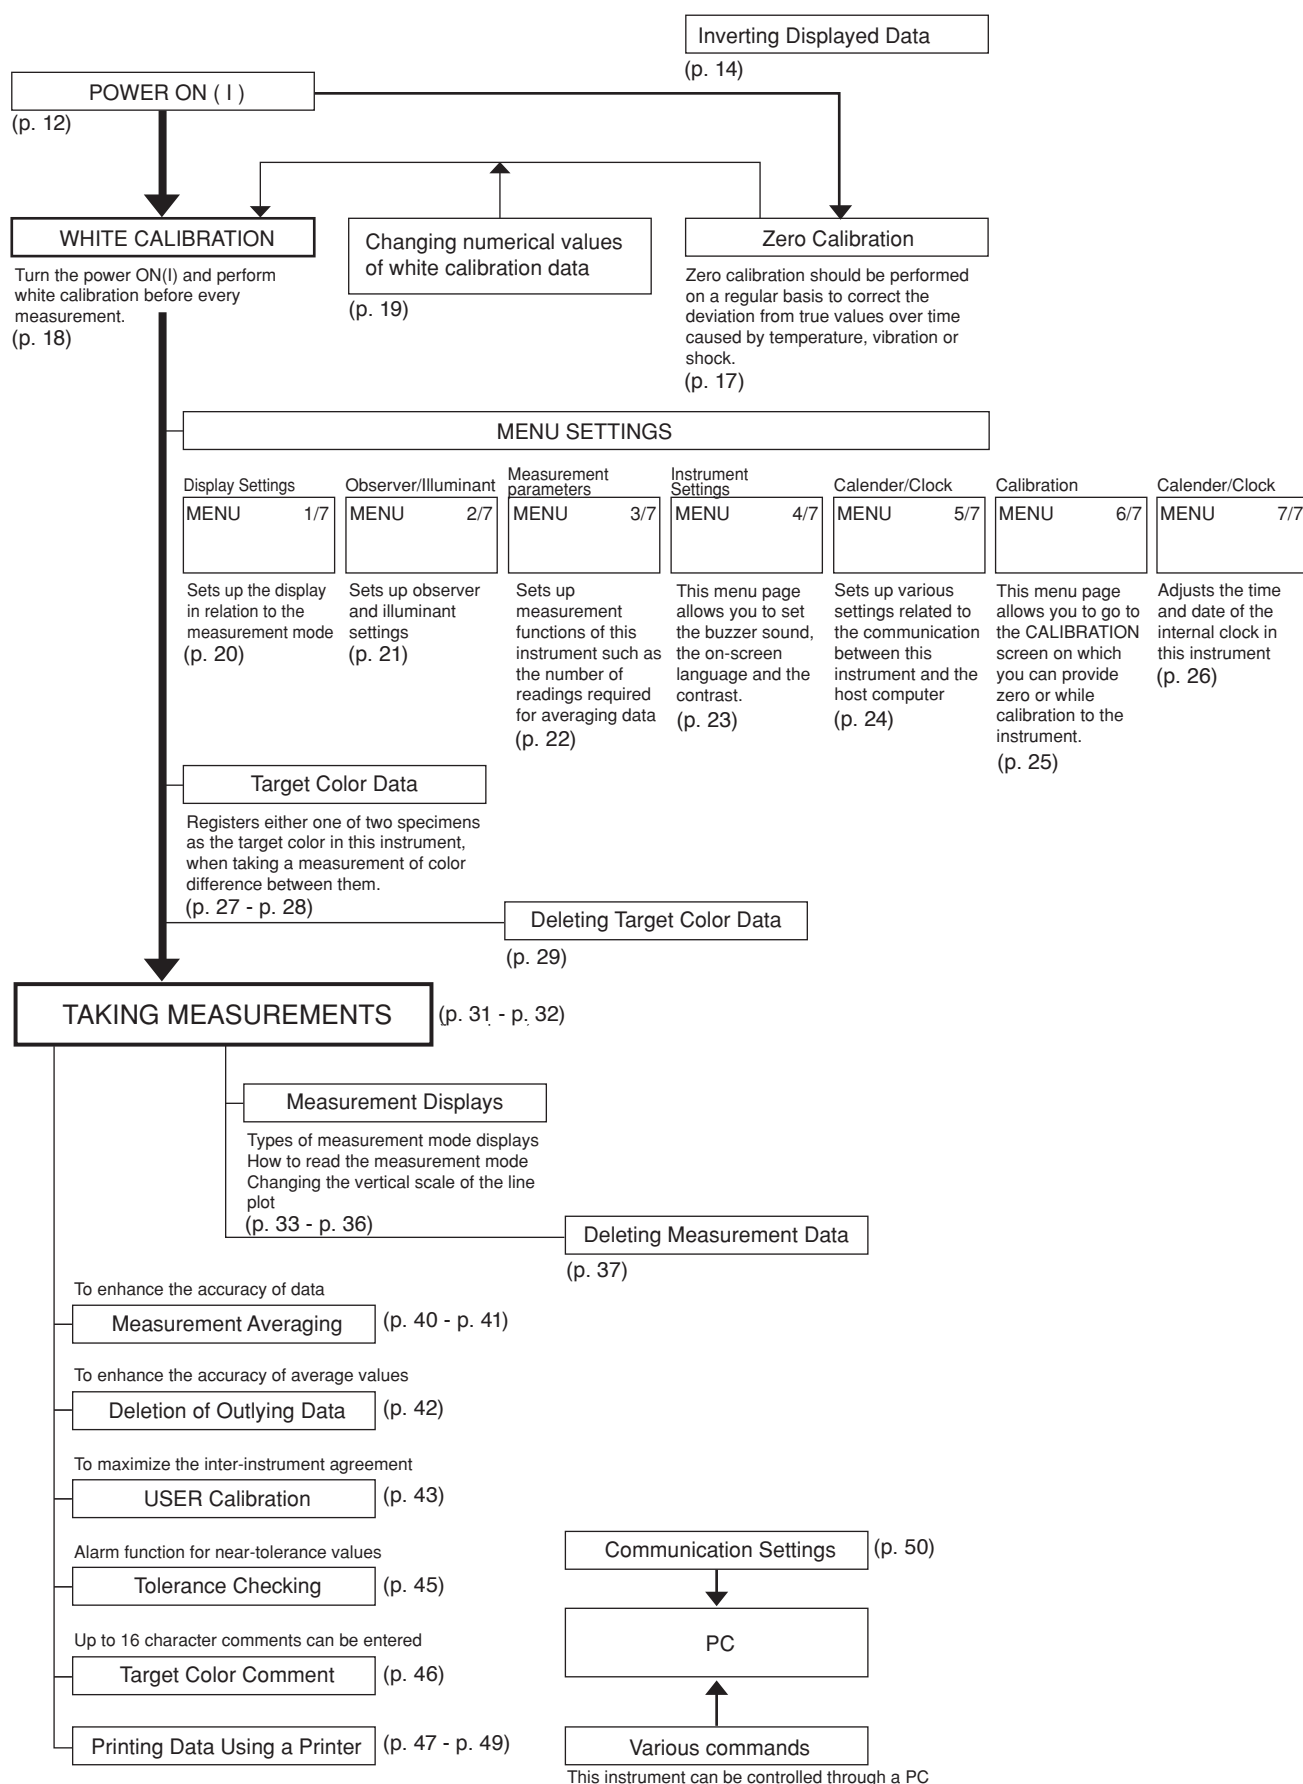 Inverting Displayed Data
(p. 14)
POWER ON ( I )
(p. 12)
WHITE CALIBRATION
Turn the power ON(I) and perform
white calibration before every
measurement.
(p. 18)
Changing numerical values
of white calibration data
(p. 19)
Zero Calibration
Zero calibration should be performed
on a regular basis to correct the
deviation from true values over time
caused by temperature, vibration or
shock.
(p. 17)
MENU SETTINGS
Display Settings
MENU 1/7
Sets up the display
in relation to the
measurement mode
(p. 20)
Observer/Illuminant
MENU 2/7
Sets up observer
and illuminant
settings
(p. 21)
Measurement
parameters
MENU 3/7
Sets up
measurement
functions of this
instrument such as
the number of
readings required
for averaging data
(p. 22)
Instrument
Settings
MENU 4/7
This menu page
allows you to set
the buzzer sound,
the on-screen
language and the
contrast.
(p. 23)
Calender/Clock
MENU 5/7
Sets up various
settings related to
the communication
between this
instrument and the
host computer
(p. 24)
Calibration
MENU 6/7
This menu page
allows you to go to
the CALIBRATION
screen on which
you can provide
zero or while
calibration to the
instrument.
(p. 25)
Calender/Clock
MENU 7/7
Adjusts the time
and date of the
internal clock in
this instrument
(p. 26)
Target Color Data
Registers either one of two specimens
as the target color in this instrument,
when taking a measurement of color
difference between them.
(p. 27 - p. 28)
Deleting Target Color Data
(p. 29)
TAKING MEASUREMENTS
(p. 31 - p. 32)
Measurement Displays
Types of measurement mode displays
How to read the measurement mode
Changing the vertical scale of the line
plot
(p. 33 - p. 36)
Deleting Measurement Data
(p. 37)
To enhance the accuracy of data
Measurement Averaging
(p. 40 - p. 41)
To enhance the accuracy of average values
Deletion of Outlying Data
(p. 42)
To maximize the inter-instrument agreement
USER Calibration
(p. 43)
Alarm function for near-tolerance values
Tolerance Checking
(p. 45)
Up to 16 character comments can be entered
Target Color Comment
(p. 46)
Printing Data Using a Printer
(p. 47 - p. 49)
Communication Settings
(p. 50)
PC
Various commands
This instrument can be controlled through a PC